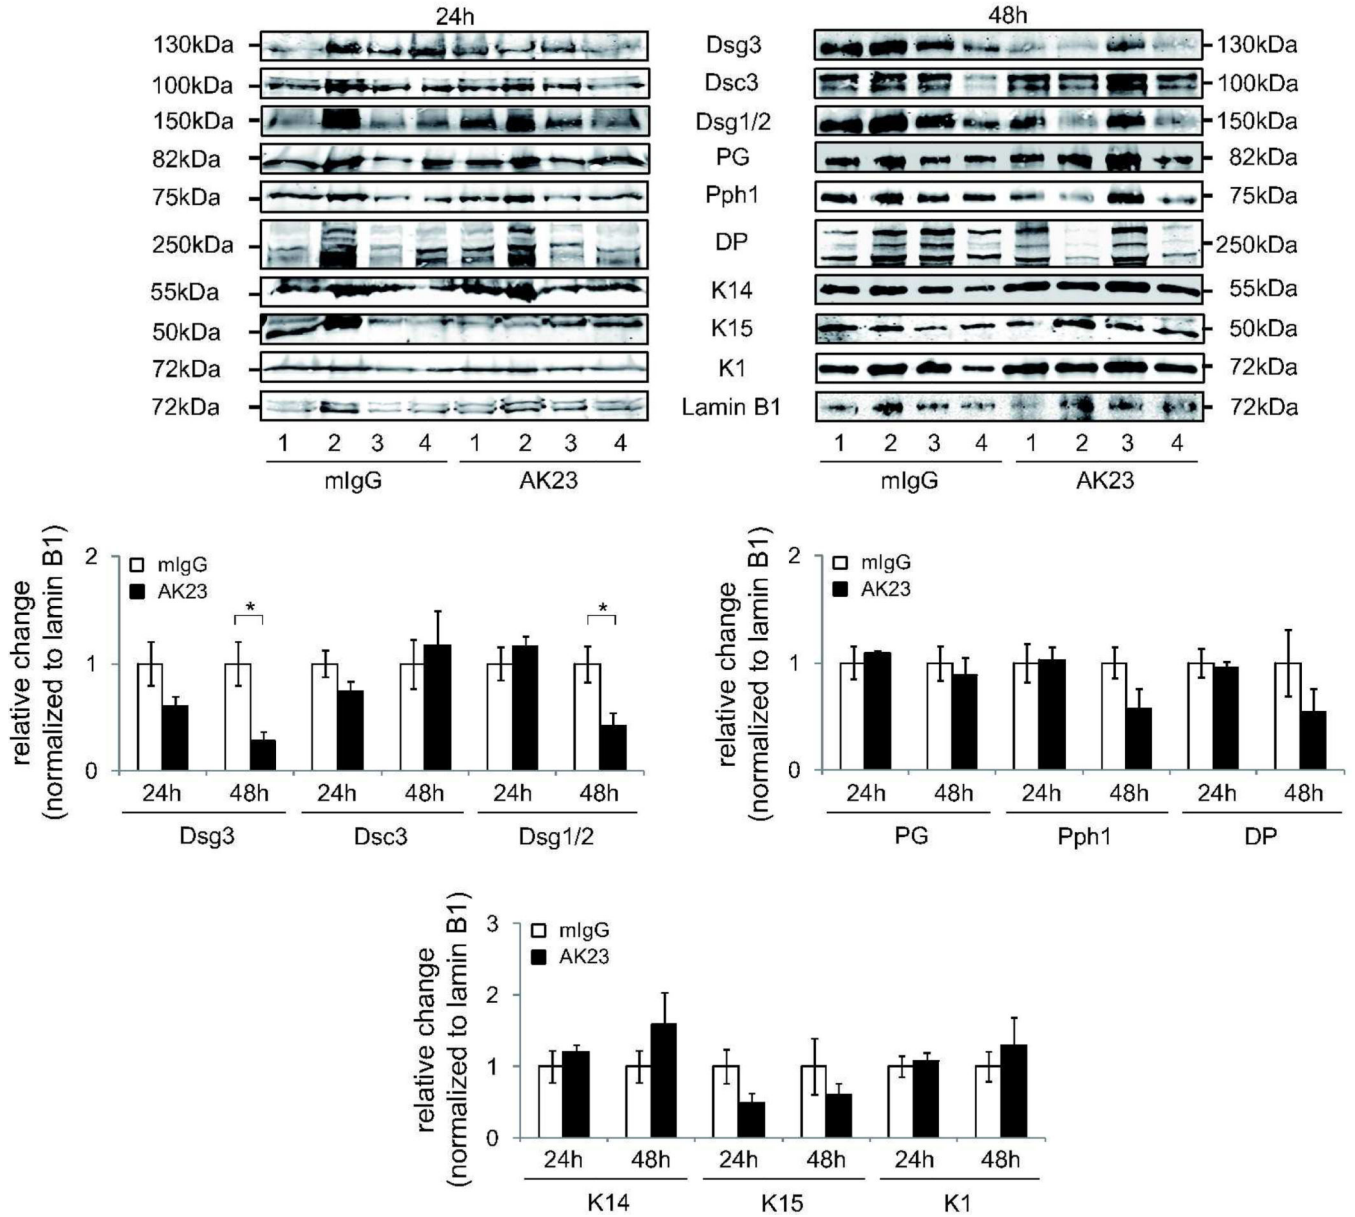 24h 48h
130kDa Dsg3 130kDa
100kDa Dsc3 100kDa
150kDa Dsg1/2 150kDa
82kDa PG 82kDa
75kDa Pph1 75kDa
250kDa DP 250kDa
55kDa K14 55kDa
50kDa K15 50kDa
72kDa K1 72kDa
72kDa Lamin B1 72kDa
1 2 3 4 1 2 3 4 1 2 3 4 1 2 3 4
mIgG AK23 mIgG AK23
relative change
(normalized to lamin B1)
2
1
0
mIgG
AK23
* *
24h 48h 24h 48h 24h 48h
Dsg3 Dsc3 Dsg1/2
relative change
(normalized to lamin B1)
2
1
0
mIgG
AK23
24h 48h 24h 48h 24h 48h
PG Pph1 DP
relative change
(normalized to lamin B1)
3
2
1
0
mIgG
AK23
24h 48h 24h 48h 24h 48h
K14 K15 K1